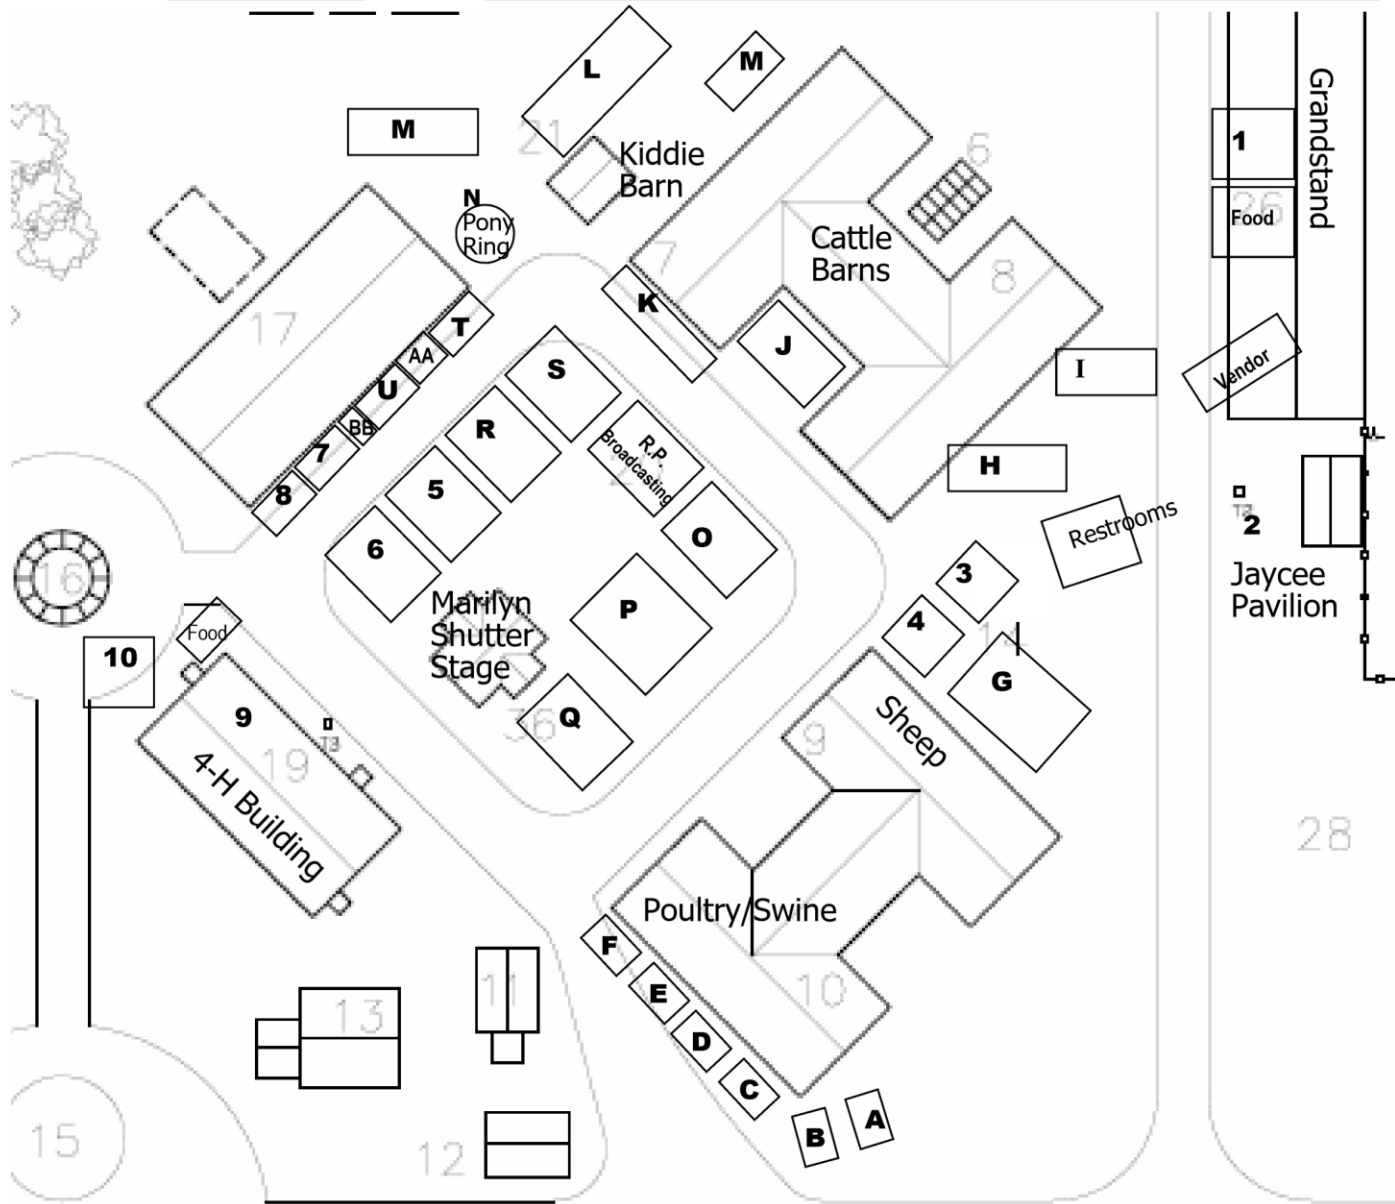 L
M
M
21
Kiddie
Barn
N
Pony
Ring
6
1
Grandstand
26
Food
7
Cattle
Barns
8
17
K
J
T
AA
U
BB
7
8
S
R
5
6
R.P.
Broadcasting
O
P
Q
I
H
Vendor
Restrooms
2
Jaycee
Pavilion
3
4
14
G
16
Food
10
Marilyn
Shutter
Stage
36
9
19
4-H Building
Sheep
9
28
Poultry/Swine
10
F
E
D
C
B
A
11
13
12
15